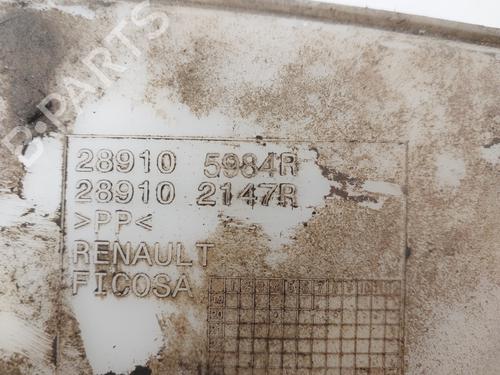 B-PARTS
28910 5984R
28910 2147R
>PP<
RENAULT
FICOSA